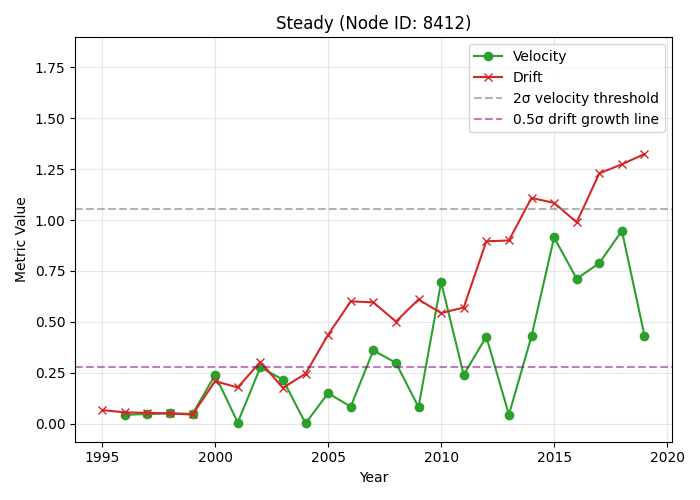 Steady (Node ID: 8412)
Velocity
Drift
2σ velocity threshold
0.5σ drift growth line
Metric Value
1.75
1.50
1.25
1.00
0.75
0.50
0.25
0.00
1995 2000 2005 2010 2015 2020
Year